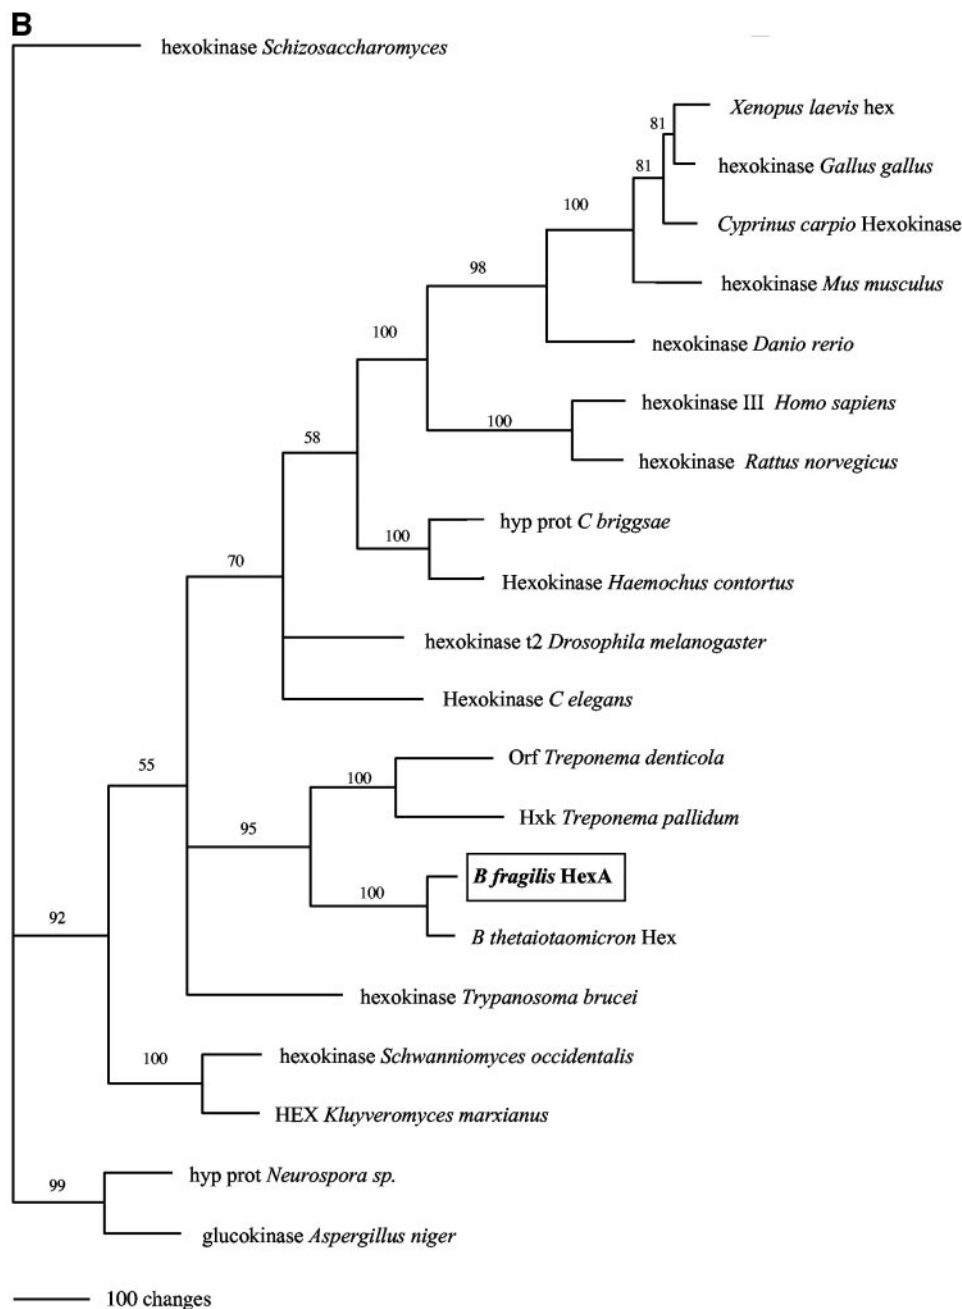 B
hexokinase Schizosaccharomyces
Xenopus laevis hex
81
hexokinase Gallus gallus
81
Cyprinus carpio Hexokinase
100
hexokinase Mus musculus
98
nexokinase Danio rerio
100
hexokinase III Homo sapiens
100
hexokinase Rattus norvegicus
58
hyp prot C briggsae
100
Hexokinase Haemochus contortus
70
hexokinase t2 Drosophila melanogaster
Hexokinase C elegans
55
Orf Treponema denticola
100
Hxk Treponema pallidum
95
B fragilis HexA
100
92
B thetaiotaomicron Hex
hexokinase Trypanosoma brucei
100
hexokinase Schwanniomyces occidentalis
HEX Kluyveromyces marxianus
hyp prot Neurospora sp.
99
glucokinase Aspergillus niger
100 changes